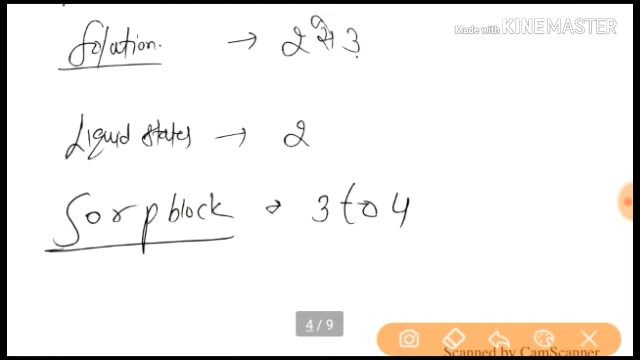 Made with KINEMASTER
Solution. → 2 से 3
Liquid states → 2
S or p block → 3 to 4
4 / 9
Scanned by CamScanner